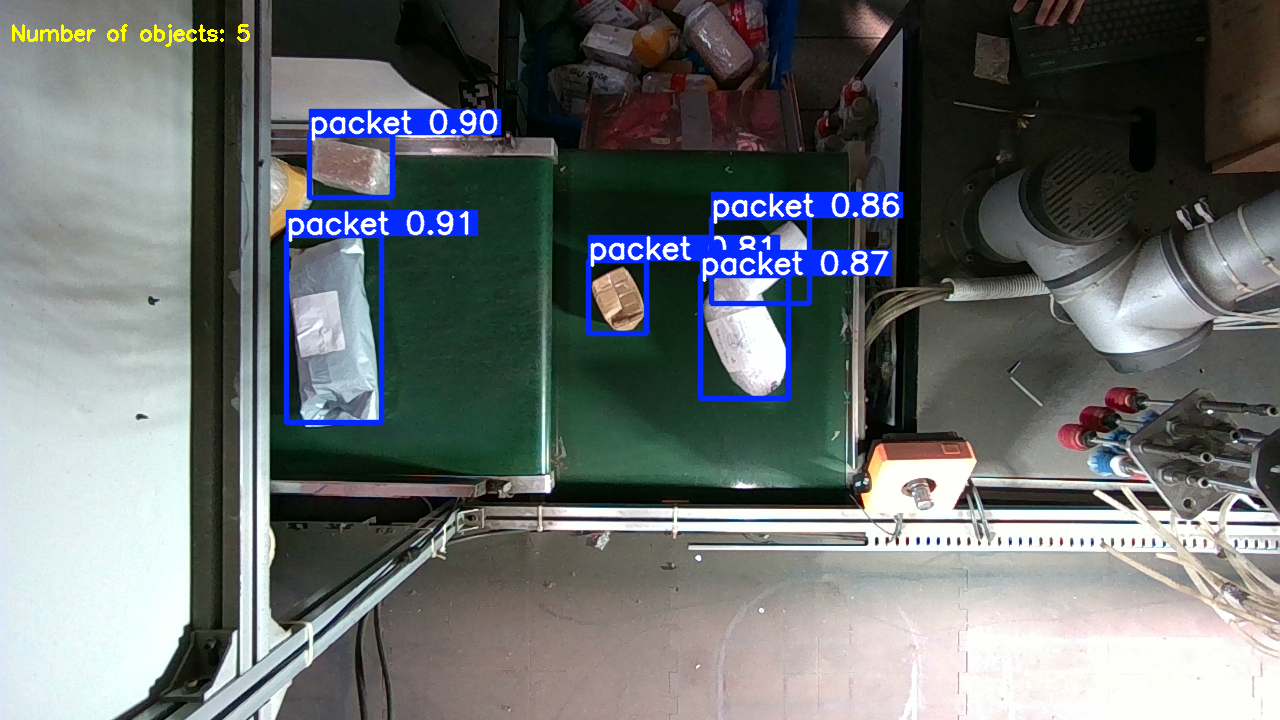 Number of objects: 5
packet 0.90
packet 0.91
packet 0.86
packet 0.81
packet 0.87